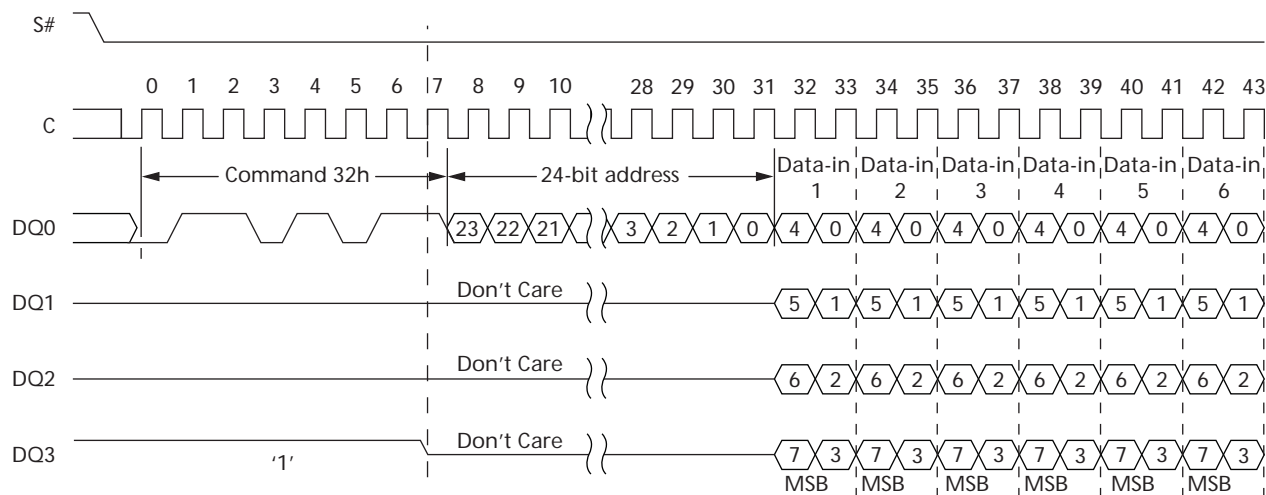 S#
0 1 2 3 4 5 6 7 8 9 10 28 29 30 31 32 33 34 35 36 37 38 39 40 41 42 43
C
Command 32h 24-bit address Data-in Data-in Data-in Data-in Data-in Data-in
1 2 3 4 5 6
DQ0 23 22 21 3 2 1 0 4 0 4 0 4 0 4 0 4 0 4 0
DQ1 Don't Care 5 1 5 1 5 1 5 1 5 1 5 1
DQ2 Don't Care 6 2 6 2 6 2 6 2 6 2 6 2
DQ3 '1' Don't Care 7 3 7 3 7 3 7 3 7 3 7 3
MSB MSB MSB MSB MSB MSB